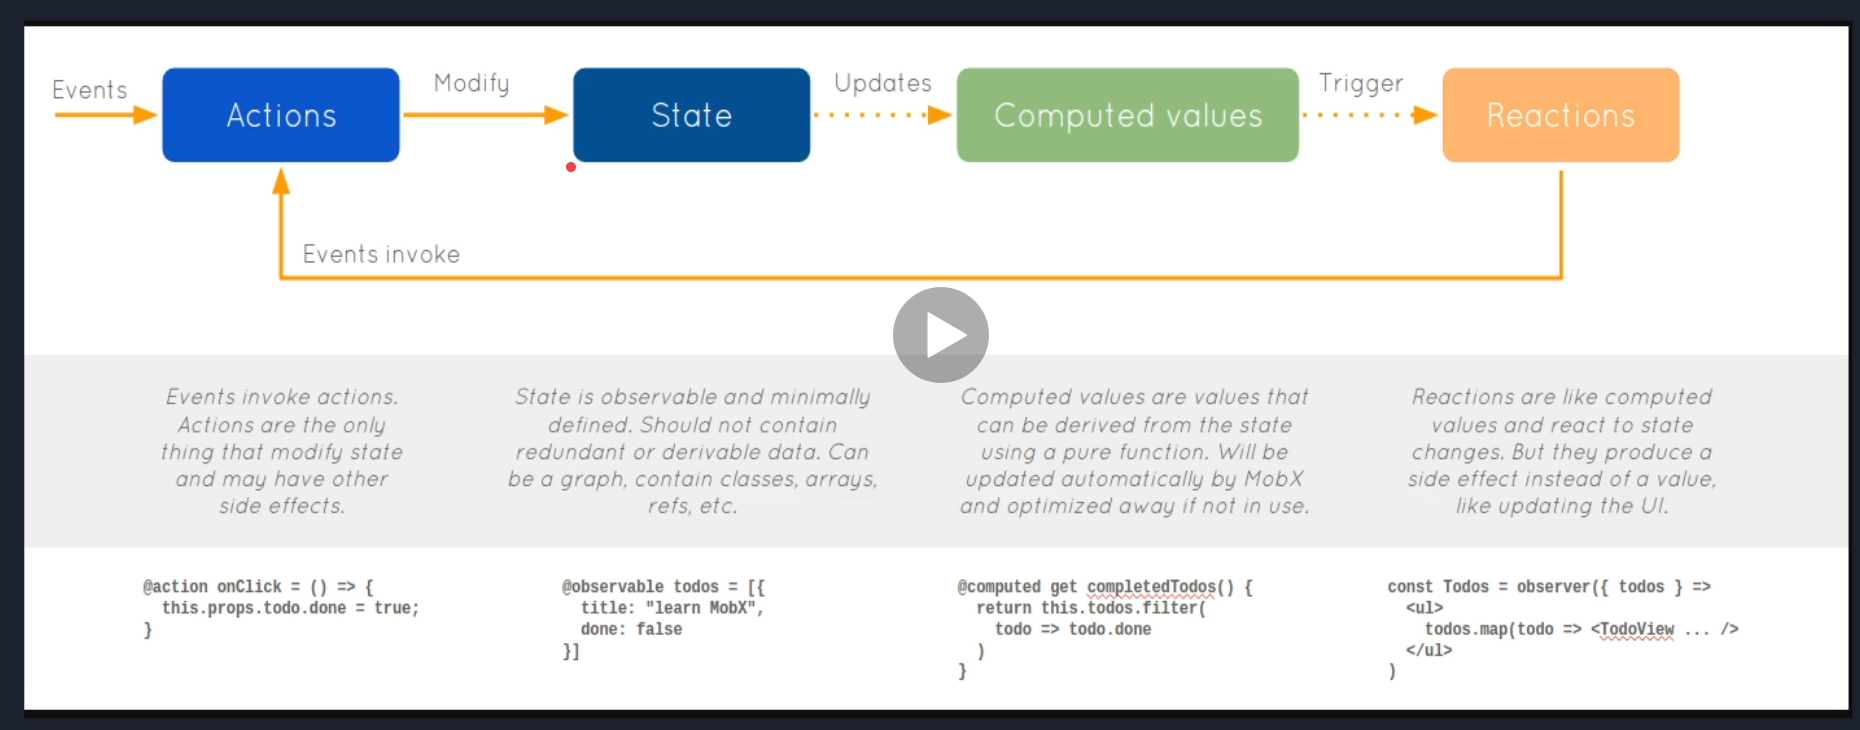 Events
Actions
Modify
State
Updates
Computed values
Trigger
Reactions
Events invoke
Events invoke actions.
Actions are the only
thing that modify state
and may have other
side effects.
State is observable and minimally
defined. Should not contain
redundant or derivable data. Can
be a graph, contain classes, arrays,
refs, etc.
Computed values are values that
can be derived from the state
using a pure function. Will be
updated automatically by MobX
and optimized away if not in use.
Reactions are like computed
values and react to state
changes. But they produce a
side effect instead of a value,
like updating the UI.
@action onClick = () => {
  this.props.todo.done = true;
}
@observable todos = [{
  title: "learn MobX",
  done: false
}]
@computed get completedTodos() {
  return this.todos.filter(
    todo => todo.done
  )
}
const Todos = observer({ todos } =>
  <ul>
    todos.map(todo => <TodoView ... />
  </ul>
)